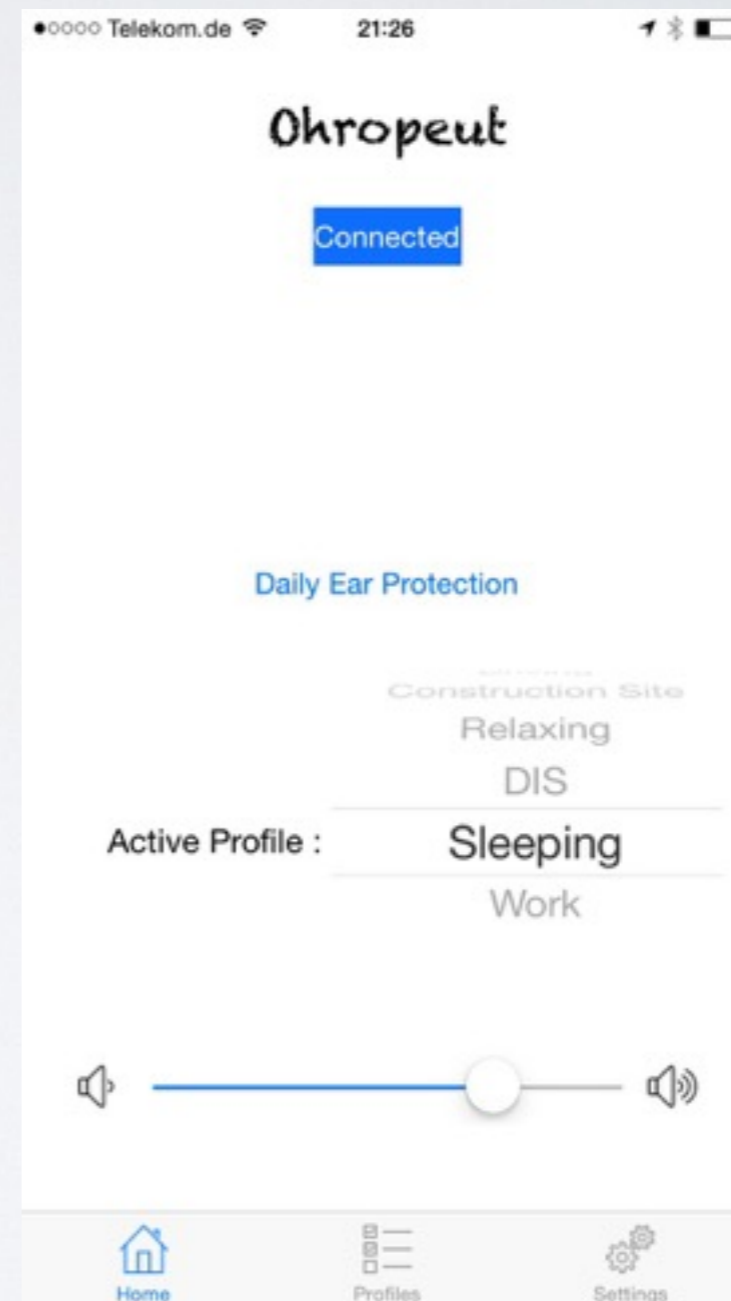 Telekom.de 21:26
Ohropeut
Connected
Daily Ear Protection
Construction Site
Relaxing
DIS
Active Profile : Sleeping
Work
Home Profiles Settings